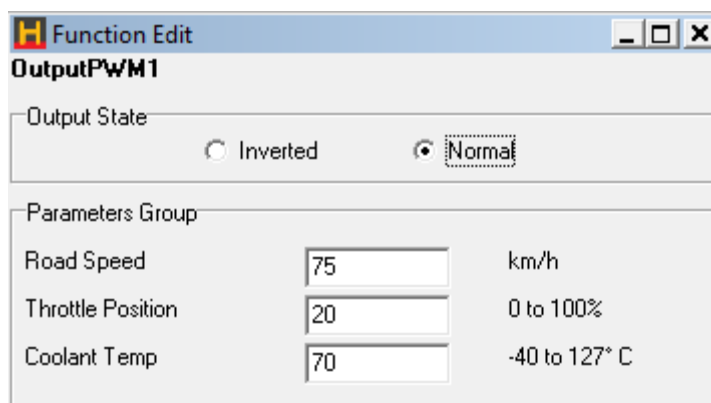 H Function Edit
OutputPWM1
Output State
Inverted Normal
Parameters Group
Road Speed 75 km/h
Throttle Position 20 0 to 100%
Coolant Temp 70 -40 to 127° C